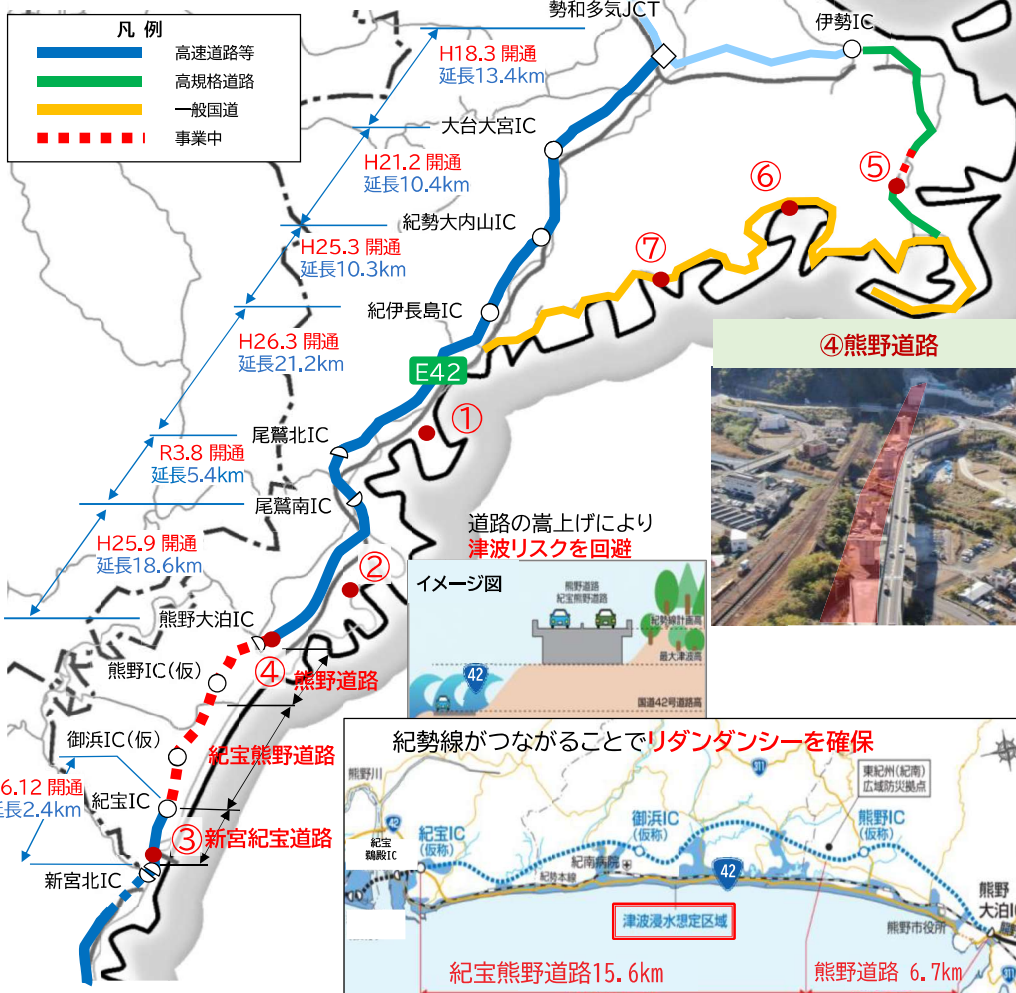 凡 例
高速道路等
高規格道路
一般国道
事業中
勢和多気JCT
伊勢IC
H18.3 開通
延長13.4km
大台大宮IC
H21.2 開通
延長10.4km
⑤
⑥
紀勢大内山IC
H25.3 開通
延長10.3km
⑦
紀伊長島IC
H26.3 開通
延長21.2km
E42
①
尾鷲北IC
R3.8 開通
延長5.4km
尾鷲南IC
H25.9 開通
延長18.6km
②
熊野大泊IC
④
熊野道路
熊野IC(仮)
紀宝熊野道路
御浜IC(仮)
6.12 開通
延長2.4km
紀宝IC
③
新宮紀宝道路
新宮北IC
④熊野道路
道路の嵩上げにより
津波リスクを回避
イメージ図
熊野道路
紀宝熊野道路
紀勢線計画高
最大津波高
42
国道42号道路高
紀勢線がつながることでリダンダンシーを確保
熊野川
311
東紀州(紀南)
広域防災拠点
42
紀宝
鵜殿IC
紀宝IC
(仮称)
御浜IC
(仮称)
熊野IC
(仮称)
紀南病院
紀勢本線
42
熊野
大泊I
津波浸水想定区域
熊野市役所
311
紀宝熊野道路15.6km
熊野道路 6.7km